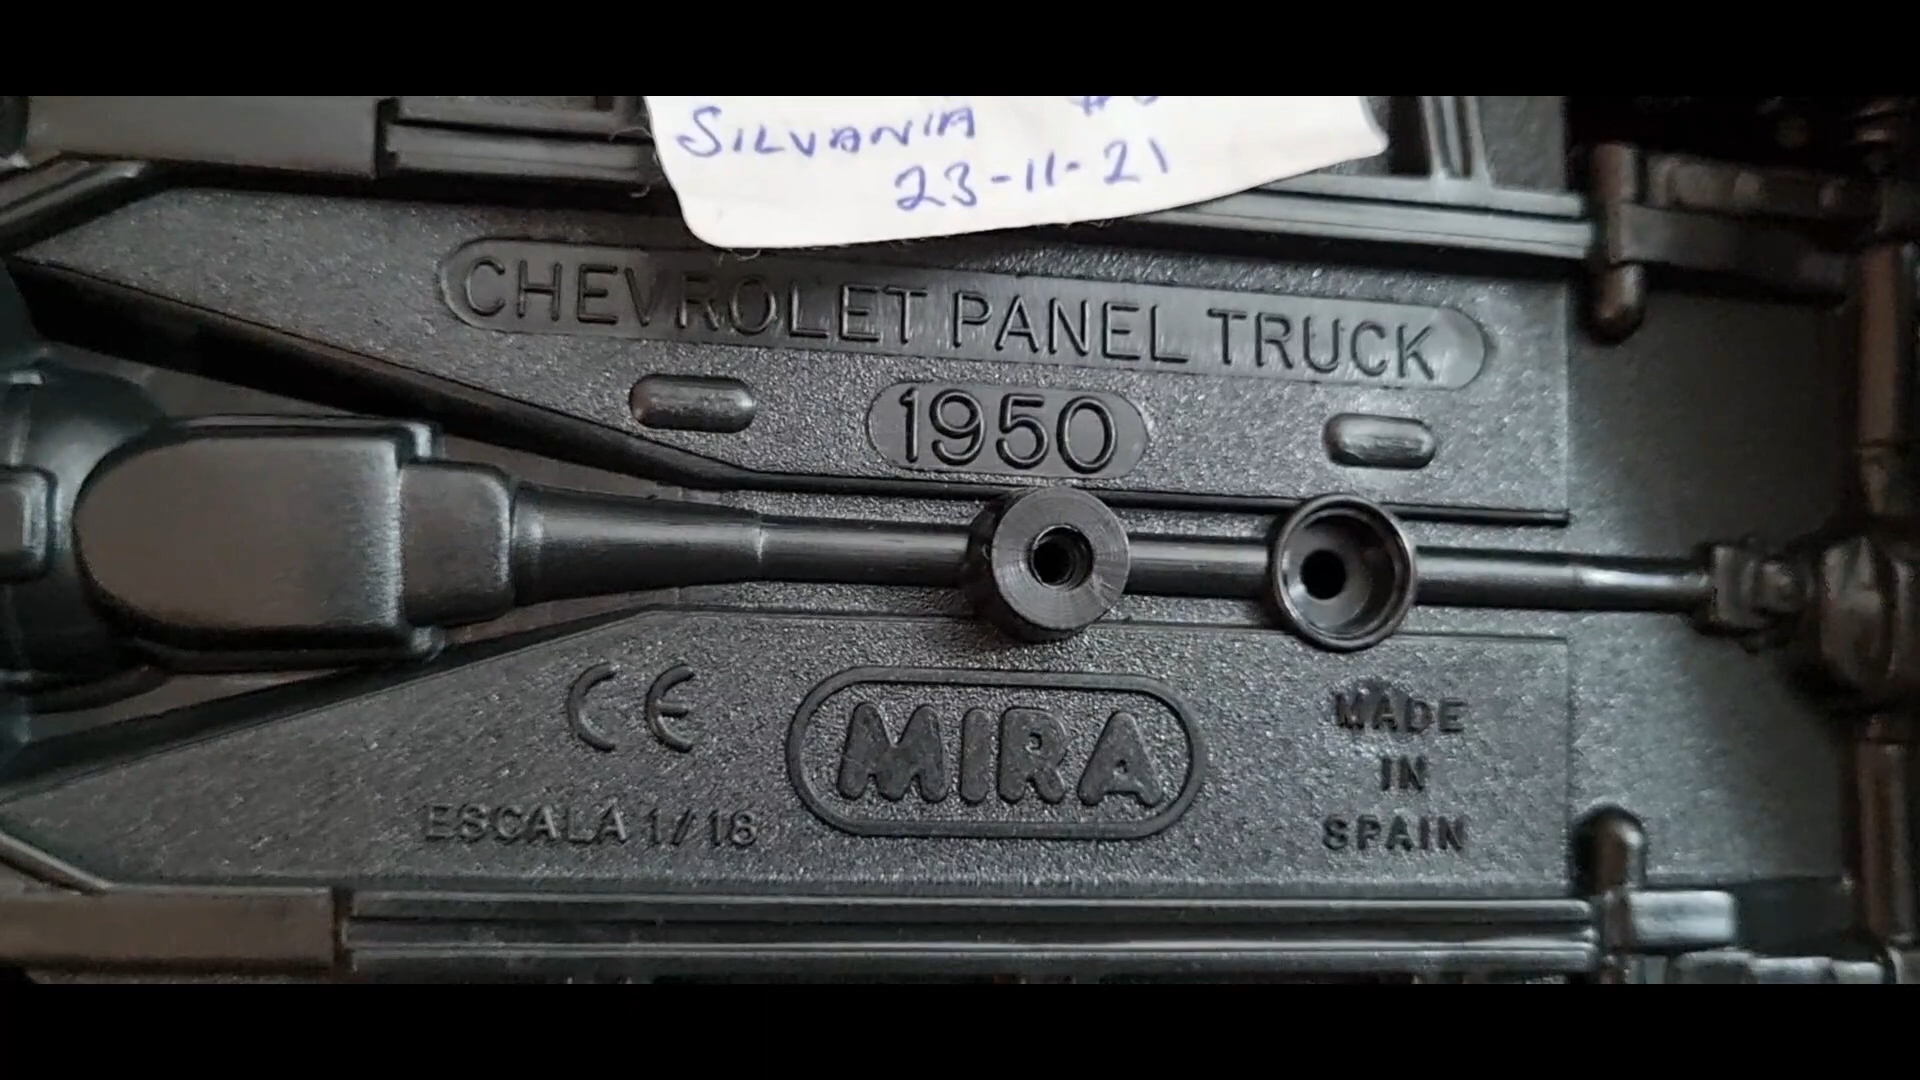 SILVANIA
23-11-21
CHEVROLET PANEL TRUCK
1950
CE
MIRA
ESCALA 1/18
MADE
IN
SPAIN